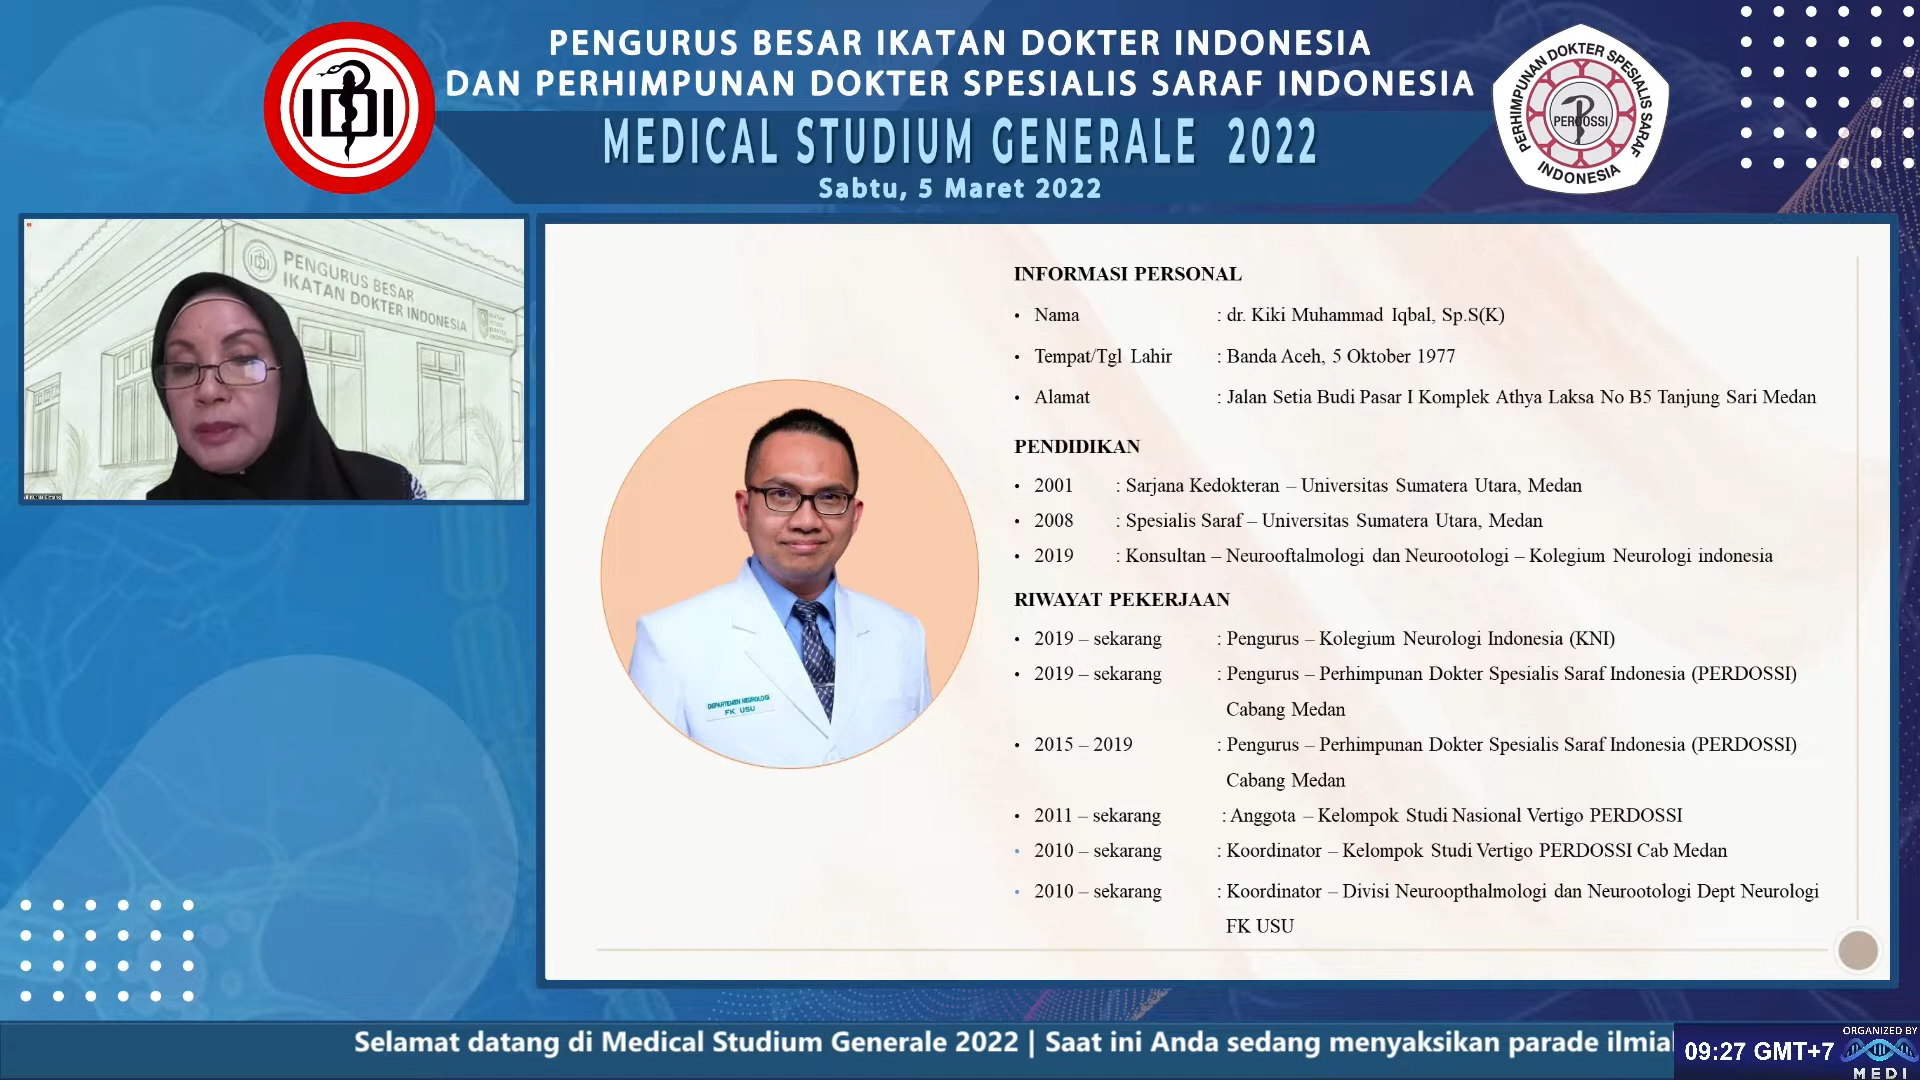 PENGURUS BESAR IKATAN DOKTER INDONESIA
DAN PERHIMPUNAN DOKTER SPESIALIS SARAF INDONESIA
MEDICAL STUDIUM GENERALE 2022
Sabtu, 5 Maret 2022
IDI
PERHIMPUNAN DOKTER SPESIALIS SARAF
PERDOSSI
INDONESIA
PENGURUS BESAR
IKATAN DOKTER INDONESIA
INFORMASI PERSONAL
• Nama : dr. Kiki Muhammad Iqbal, Sp.S(K)
• Tempat/Tgl Lahir : Banda Aceh, 5 Oktober 1977
• Alamat : Jalan Setia Budi Pasar I Komplek Athya Laksa No B5 Tanjung Sari Medan
PENDIDIKAN
• 2001 : Sarjana Kedokteran – Universitas Sumatera Utara, Medan
• 2008 : Spesialis Saraf – Universitas Sumatera Utara, Medan
• 2019 : Konsultan – Neurooftalmologi dan Neurootologi – Kolegium Neurologi indonesia
RIWAYAT PEKERJAAN
• 2019 – sekarang : Pengurus – Kolegium Neurologi Indonesia (KNI)
• 2019 – sekarang : Pengurus – Perhimpunan Dokter Spesialis Saraf Indonesia (PERDOSSI)
Cabang Medan
• 2015 – 2019 : Pengurus – Perhimpunan Dokter Spesialis Saraf Indonesia (PERDOSSI)
Cabang Medan
• 2011 – sekarang : Anggota – Kelompok Studi Nasional Vertigo PERDOSSI
• 2010 – sekarang : Koordinator – Kelompok Studi Vertigo PERDOSSI Cab Medan
• 2010 – sekarang : Koordinator – Divisi Neuroopthalmologi dan Neurootologi Dept Neurologi
FK USU
DEPARTEMEN NEUROLOGI
FK. USU
Selamat datang di Medical Studium Generale 2022 | Saat ini Anda sedang menyaksikan parade ilmia
09:27 GMT+7
ORGANIZED BY
MEDI